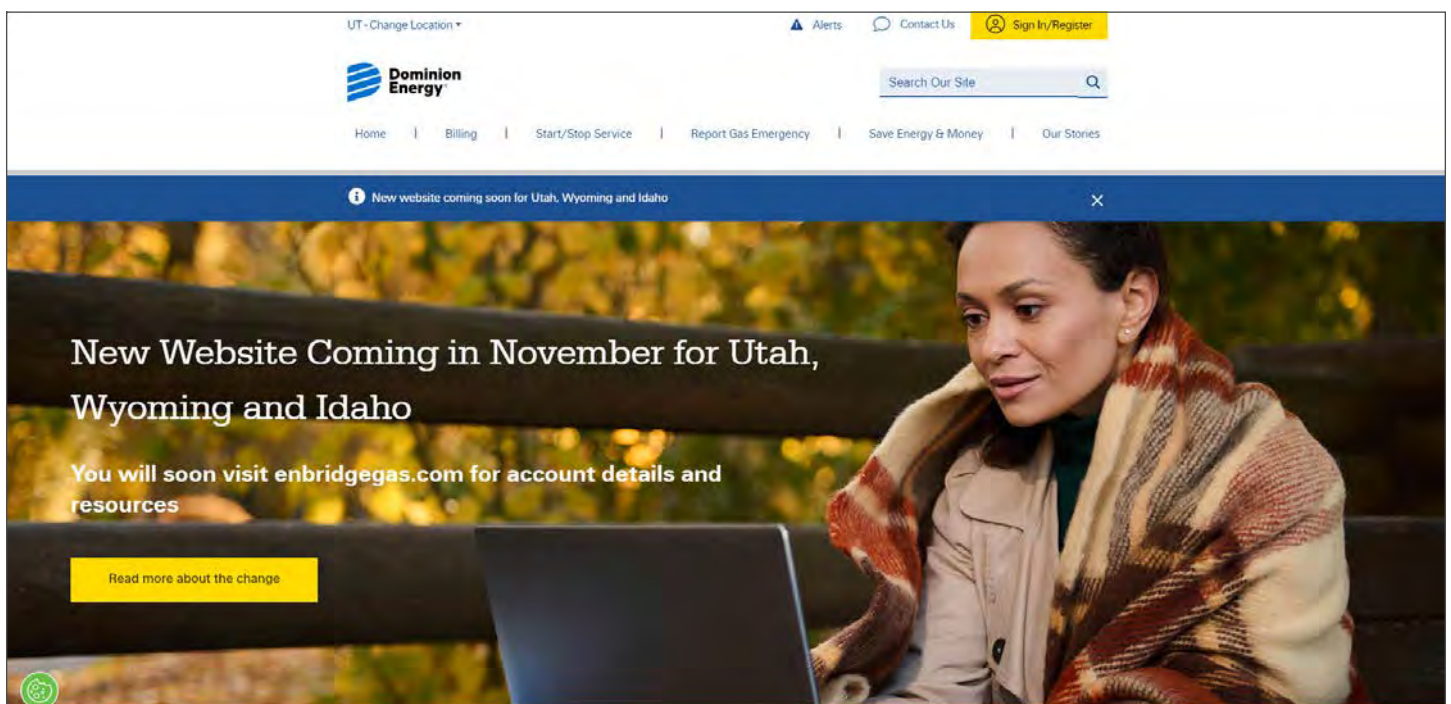 UT - Change Location
Alerts
Contact Us
Sign In/Register
Dominion
Energy
Search Our Site
Home | Billing | Start/Stop Service | Report Gas Emergency | Save Energy & Money | Our Stories
New website coming soon for Utah, Wyoming and Idaho
New Website Coming in November for Utah,
Wyoming and Idaho
You will soon visit enbridgegas.com for account details and
resources
Read more about the change